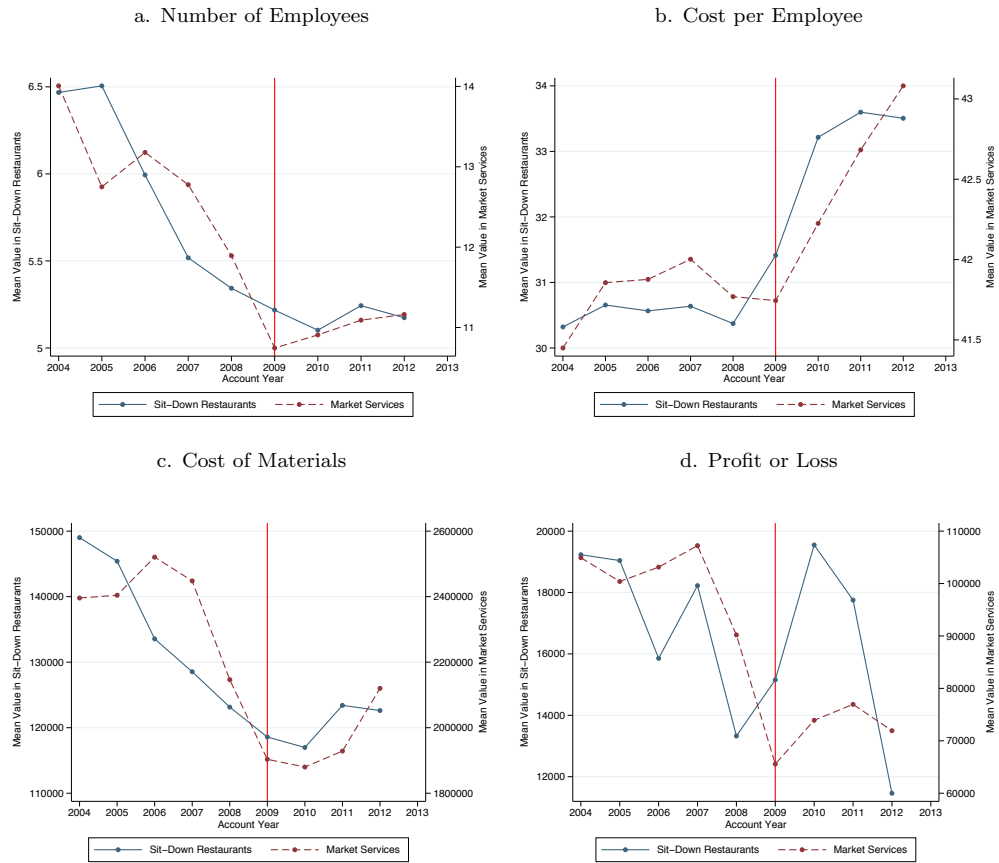 a. Number of Employees
Mean Value in Sit−Down Restaurants
6.5
6
5.5
5
14
13
12
11
Mean Value in Market Services
2004 2005 2006 2007 2008 2009 2010 2011 2012 2013
Account Year
Sit−Down Restaurants Market Services
b. Cost per Employee
Mean Value in Sit−Down Restaurants
34
33
32
31
30
43
42.5
42
41.5
Mean Value in Market Services
2004 2005 2006 2007 2008 2009 2010 2011 2012 2013
Account Year
Sit−Down Restaurants Market Services
c. Cost of Materials
Mean Value in Sit−Down Restaurants
150000
140000
130000
120000
110000
2600000
2400000
2200000
2000000
1800000
Mean Value in Market Services
2004 2005 2006 2007 2008 2009 2010 2011 2012 2013
Account Year
Sit−Down Restaurants Market Services
d. Profit or Loss
Mean Value in Sit−Down Restaurants
20000
18000
16000
14000
12000
110000
100000
90000
80000
70000
60000
Mean Value in Market Services
2004 2005 2006 2007 2008 2009 2010 2011 2012 2013
Account Year
Sit−Down Restaurants Market Services